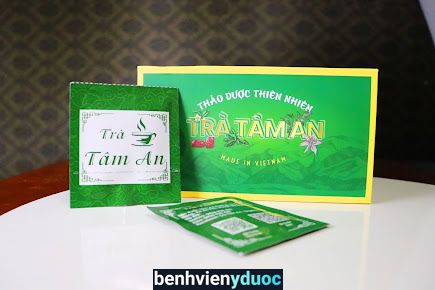 THẢO DƯỢC THIÊN NHIÊN
TRÀ TÂM AN
MADE IN VIETNAM
Trà
Tâm An
benhvienyduoc